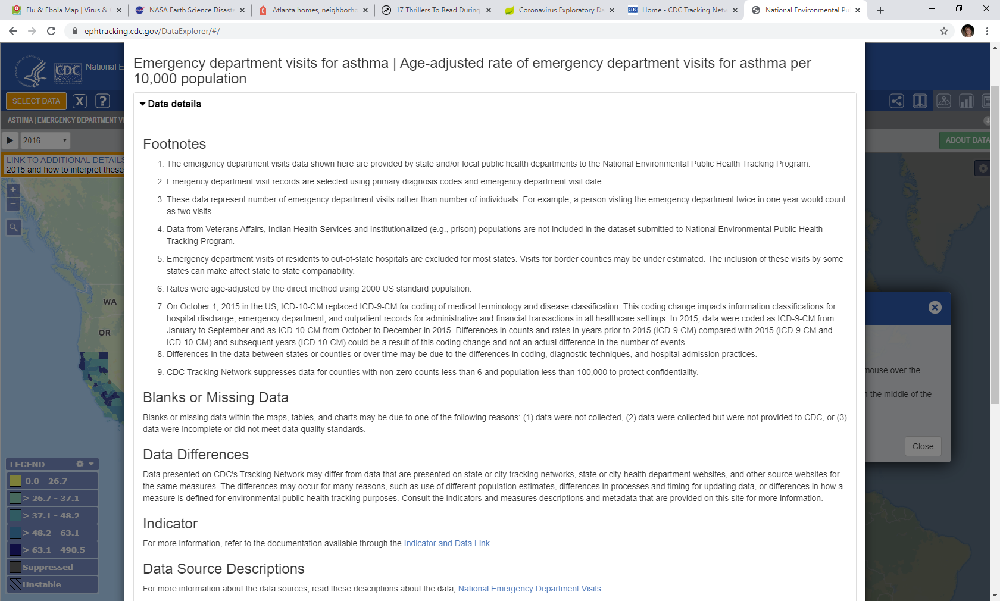 Flu & Ebola Map | Virus &
NASA Earth Science Disaste
Atlanta homes, neighborho
17 Thrillers To Read During
Coronavirus Exploratory Da
CDC Home - CDC Tracking Netw
National Environmental Pu
ephtracking.cdc.gov/DataExplorer/#/
CDC National E
SELECT DATA X ?
ASTHMA | EMERGENCY DEPARTMENT VI
2016
ABOUT DATA
LINK TO ADDITIONAL DETAILS
2015 and how to interpret these
+
−
WA
OR
LEGEND
0.0 - 26.7
> 26.7 - 37.1
> 37.1 - 48.2
> 48.2 - 63.1
> 63.1 - 490.5
Suppressed
Unstable
Emergency department visits for asthma | Age-adjusted rate of emergency department visits for asthma per
10,000 population
Data details
Footnotes
1. The emergency department visits data shown here are provided by state and/or local public health departments to the National Environmental Public Health Tracking Program.
2. Emergency department visit records are selected using primary diagnosis codes and emergency department visit date.
3. These data represent number of emergency department visits rather than number of individuals. For example, a person visting the emergency department twice in one year would count
as two visits.
4. Data from Veterans Affairs, Indian Health Services and institutionalized (e.g., prison) populations are not included in the dataset submitted to National Environmental Public Health
Tracking Program.
5. Emergency department visits of residents to out-of-state hospitals are excluded for most states. Visits for border counties may be under estimated. The inclusion of these visits by some
states can make affect state to state compariability.
6. Rates were age-adjusted by the direct method using 2000 US standard population.
7. On October 1, 2015 in the US, ICD-10-CM replaced ICD-9-CM for coding of medical terminology and disease classification. This coding change impacts information classifications for
hospital discharge, emergency department, and outpatient records for administrative and financial transactions in all healthcare settings. In 2015, data were coded as ICD-9-CM from
January to September and as ICD-10-CM from October to December in 2015. Differences in counts and rates in years prior to 2015 (ICD-9-CM) compared with 2015 (ICD-9-CM and
ICD-10-CM) and subsequent years (ICD-10-CM) could be a result of this coding change and not an actual difference in the number of events.
8. Differences in the data between states or counties or over time may be due to the differences in coding, diagnostic techniques, and hospital admission practices.
9. CDC Tracking Network suppresses data for counties with non-zero counts less than 6 and population less than 100,000 to protect confidentiality.
Blanks or Missing Data
Blanks or missing data within the maps, tables, and charts may be due to one of the following reasons: (1) data were not collected, (2) data were collected but were not provided to CDC, or (3)
data were incomplete or did not meet data quality standards.
Data Differences
Data presented on CDC's Tracking Network may differ from data that are presented on state or city tracking networks, state or city health department websites, and other source websites for
the same measures. The differences may occur for many reasons, such as use of different population estimates, differences in processes and timing for updating data, or differences in how a
measure is defined for environmental public health tracking purposes. Consult the indicators and measures descriptions and metadata that are provided on this site for more information.
Indicator
For more information, refer to the documentation available through the Indicator and Data Link.
Data Source Descriptions
For more information about the data sources, read these descriptions about the data; National Emergency Department Visits
mouse over the
the middle of the
Close